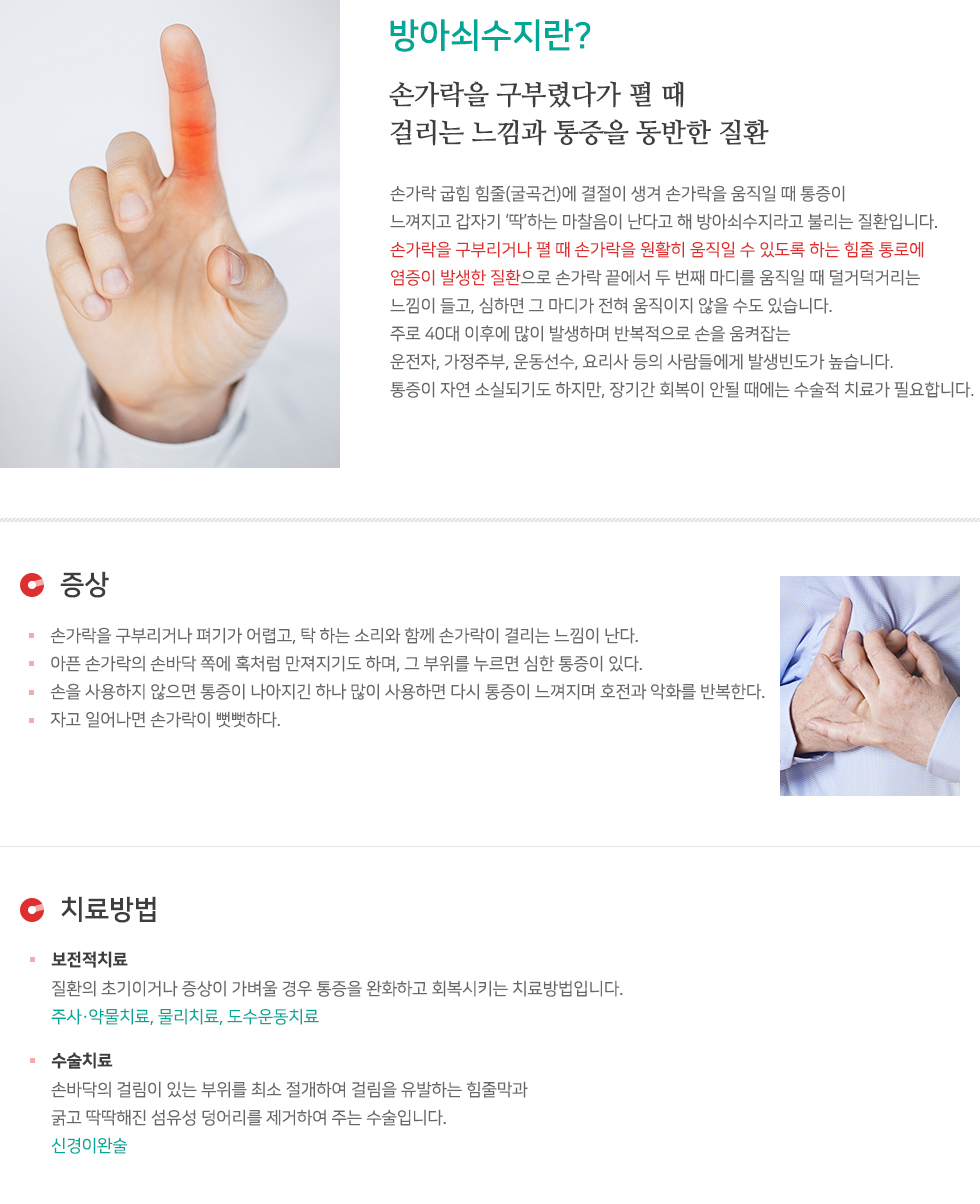 방아쇠수지란?
손가락을 구부렸다가 펼 때
걸리는 느낌과 통증을 동반한 질환
손가락 굽힘 힘줄(굴곡건)에 결절이 생겨 손가락을 움직일 때 통증이
느껴지고 갑자기 ‘딱’하는 마찰음이 난다고 해 방아쇠수지라고 불리는 질환입니다.
손가락을 구부리거나 펼 때 손가락을 원활히 움직일 수 있도록 하는 힘줄 통로에
염증이 발생한 질환으로 손가락 끝에서 두 번째 마디를 움직일 때 덜거덕거리는
느낌이 들고, 심하면 그 마디가 전혀 움직이지 않을 수도 있습니다.
주로 40대 이후에 많이 발생하며 반복적으로 손을 움켜잡는
운전자, 가정주부, 운동선수, 요리사 등의 사람들에게 발생빈도가 높습니다.
통증이 자연 소실되기도 하지만, 장기간 회복이 안될 때에는 수술적 치료가 필요합니다.
증상
손가락을 구부리거나 펴기가 어렵고, 탁 하는 소리와 함께 손가락이 걸리는 느낌이 난다.
아픈 손가락의 손바닥 쪽에 혹처럼 만져지기도 하며, 그 부위를 누르면 심한 통증이 있다.
손을 사용하지 않으면 통증이 나아지긴 하나 많이 사용하면 다시 통증이 느껴지며 호전과 악화를 반복한다.
자고 일어나면 손가락이 뻣뻣하다.
치료방법
보전적치료
질환의 초기이거나 증상이 가벼울 경우 통증을 완화하고 회복시키는 치료방법입니다.
주사·약물치료, 물리치료, 도수운동치료
수술치료
손바닥의 걸림이 있는 부위를 최소 절개하여 걸림을 유발하는 힘줄막과
굵고 딱딱해진 섬유성 덩어리를 제거하여 주는 수술입니다.
신경이완술